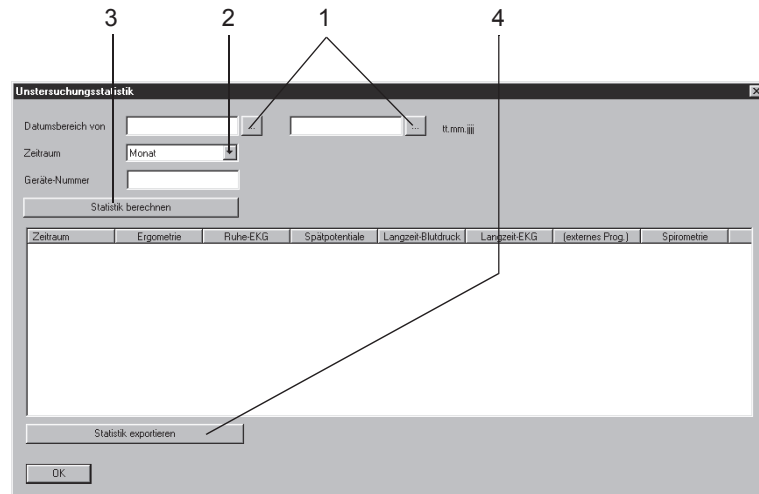 3 2 1 4
Unstersuchungsstatistik
Datumsbereich von ... ... tt.mm.jjjj
Zeitraum Monat
Geräte-Nummer
Statistik berechnen
Zeitraum Ergometrie Ruhe-EKG Spätpotentiale Langzeit-Blutdruck Langzeit-EKG (externes Prog.) Spirometrie
Statistik exportieren
OK